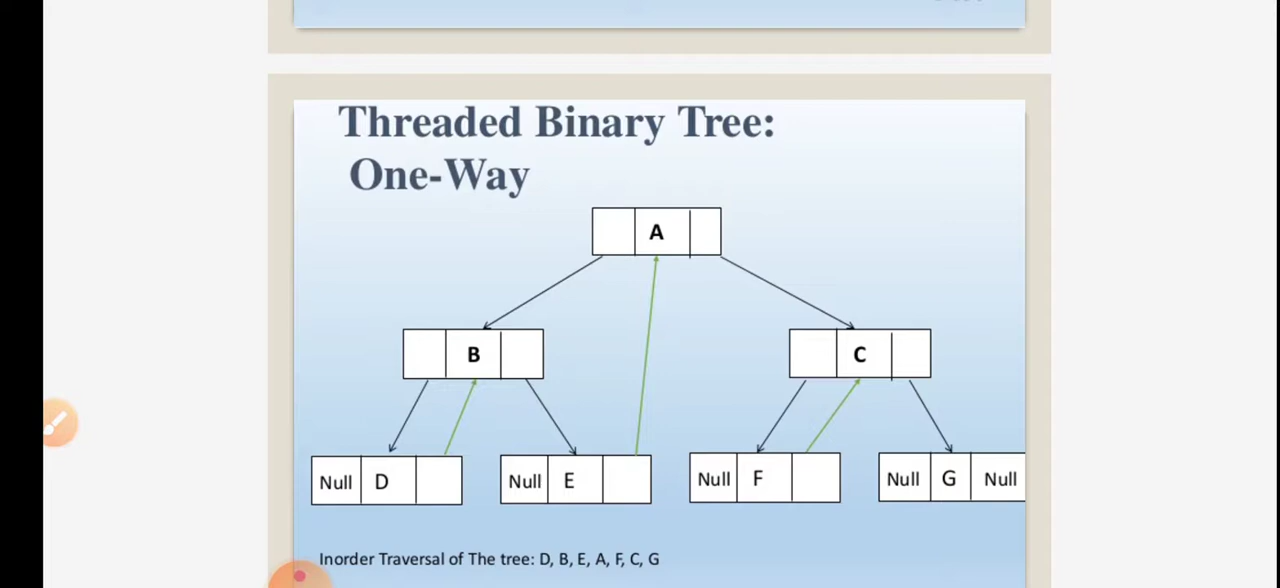 Threaded Binary Tree:
One-Way
A
B
C
Null D
Null E
Null F
Null G Null
Inorder Traversal of The tree: D, B, E, A, F, C, G